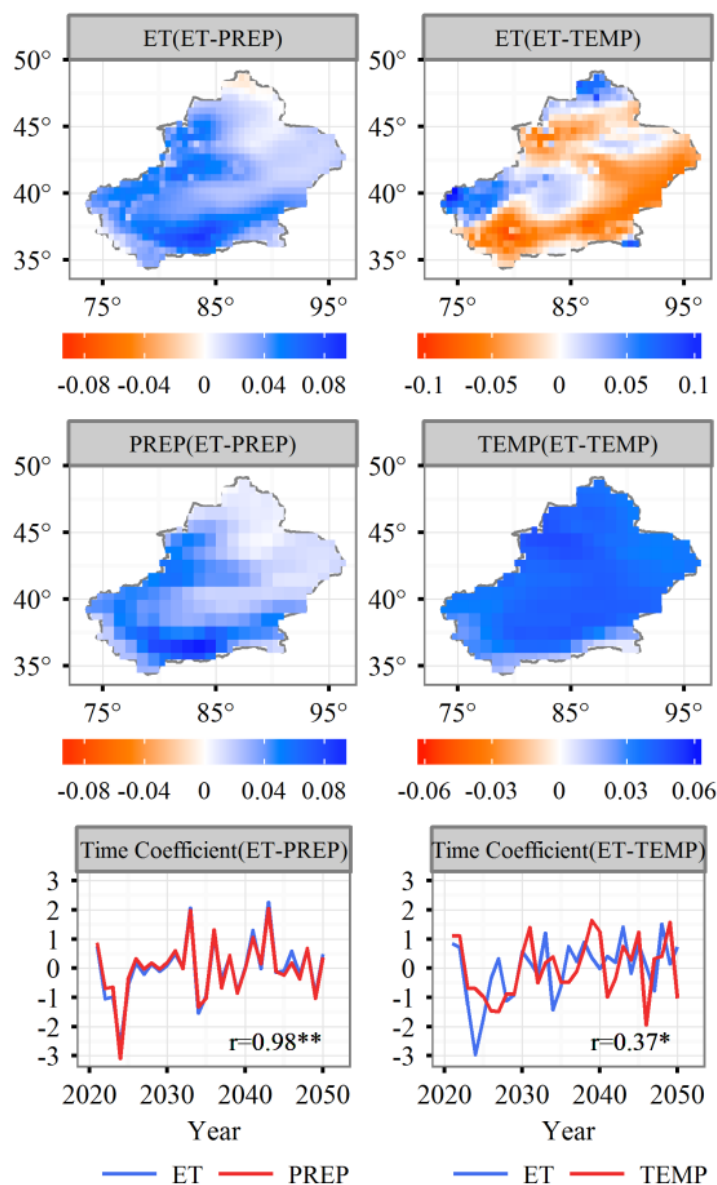 ET(ET-PREP) ET(ET-TEMP)
50° 50°
45° 45°
40° 40°
35° 35°
75° 85° 95° 75° 85° 95°
-0.08 -0.04 0 0.04 0.08 -0.1 -0.05 0 0.05 0.1
PREP(ET-PREP) TEMP(ET-TEMP)
50° 50°
45° 45°
40° 40°
35° 35°
75° 85° 95° 75° 85° 95°
-0.08 -0.04 0 0.04 0.08 -0.06 -0.03 0 0.03 0.06
Time Coefficient(ET-PREP) Time Coefficient(ET-TEMP)
3 3
2 2
1 1
0 0
-1 -1
-2 -2
r=0.98** r=0.37*
-3 -3
2020 2030 2040 2050 2020 2030 2040 2050
Year Year
ET PREP ET TEMP